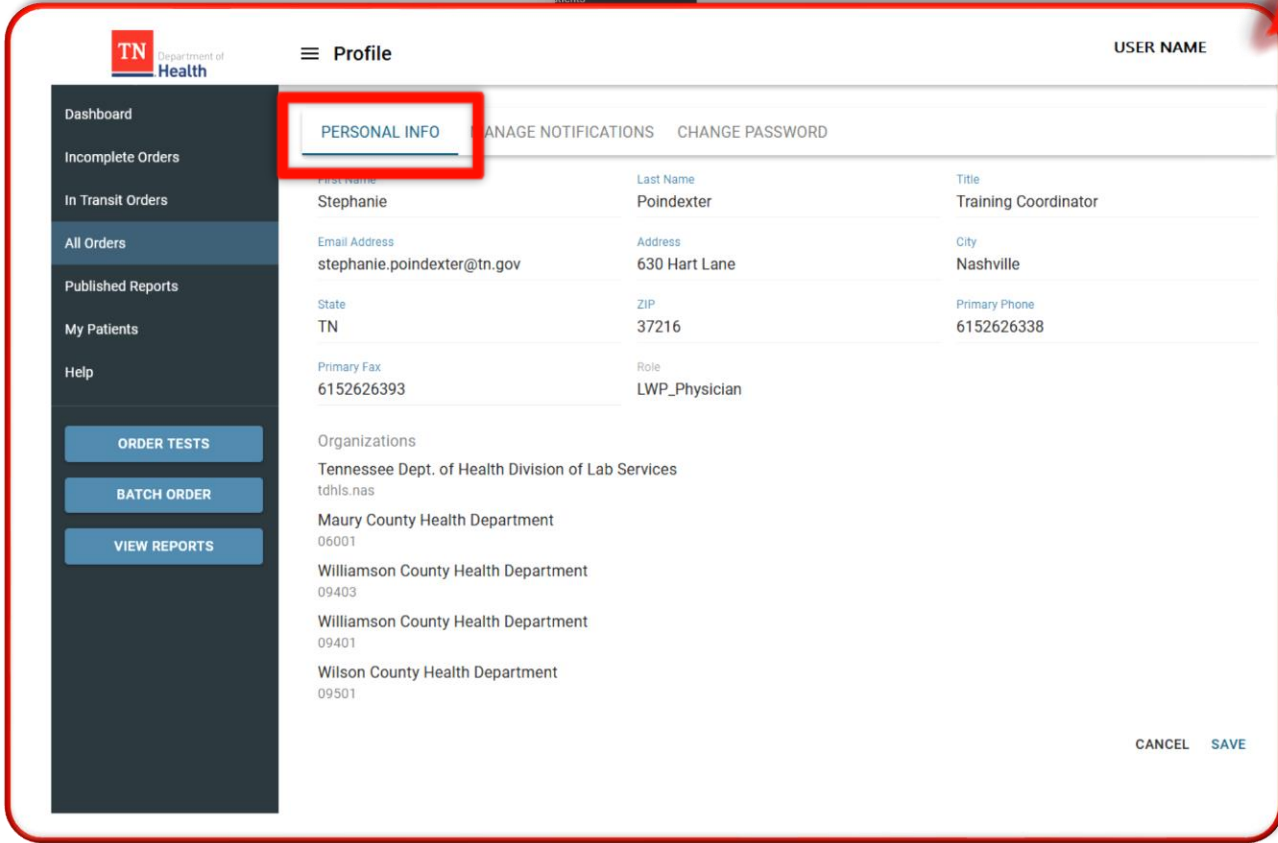 TN Department of
Health
Profile
USER NAME
Dashboard
Incomplete Orders
In Transit Orders
All Orders
Published Reports
My Patients
Help
ORDER TESTS
BATCH ORDER
VIEW REPORTS
PERSONAL INFO MANAGE NOTIFICATIONS CHANGE PASSWORD
First Name Last Name Title
Stephanie Poindexter Training Coordinator
Email Address Address City
stephanie.poindexter@tn.gov 630 Hart Lane Nashville
State ZIP Primary Phone
TN 37216 6152626338
Primary Fax Role
6152626393 LWP_Physician
Organizations
Tennessee Dept. of Health Division of Lab Services
tdhls.nas
Maury County Health Department
06001
Williamson County Health Department
09403
Williamson County Health Department
09401
Wilson County Health Department
09501
CANCEL SAVE